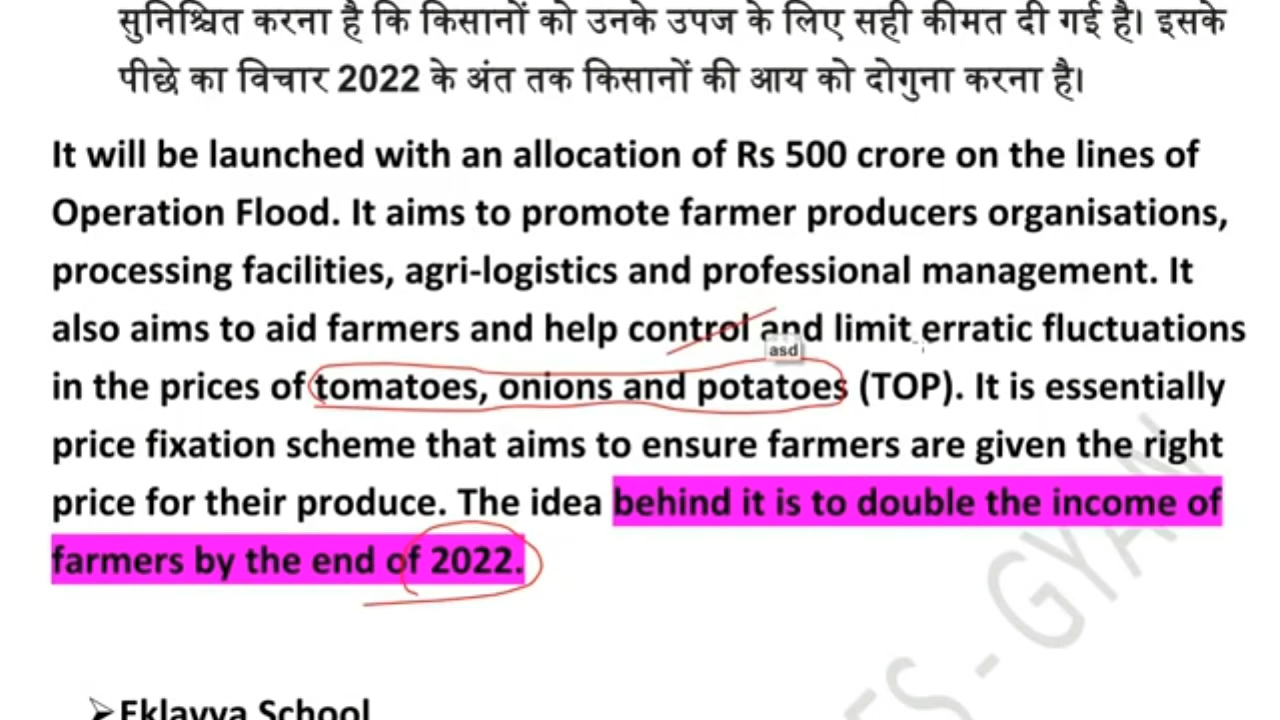 सुनिश्चित करना है कि किसानों को उनके उपज के लिए सही कीमत दी गई है। इसके
पीछे का विचार 2022 के अंत तक किसानों की आय को दोगुना करना है।
It will be launched with an allocation of Rs 500 crore on the lines of
Operation Flood. It aims to promote farmer producers organisations,
processing facilities, agri-logistics and professional management. It
also aims to aid farmers and help control and limit erratic fluctuations
asd
in the prices of tomatoes, onions and potatoes (TOP). It is essentially
price fixation scheme that aims to ensure farmers are given the right
price for their produce. The idea behind it is to double the income of
farmers by the end of 2022.
ES - GYAN
➢Eklavya School